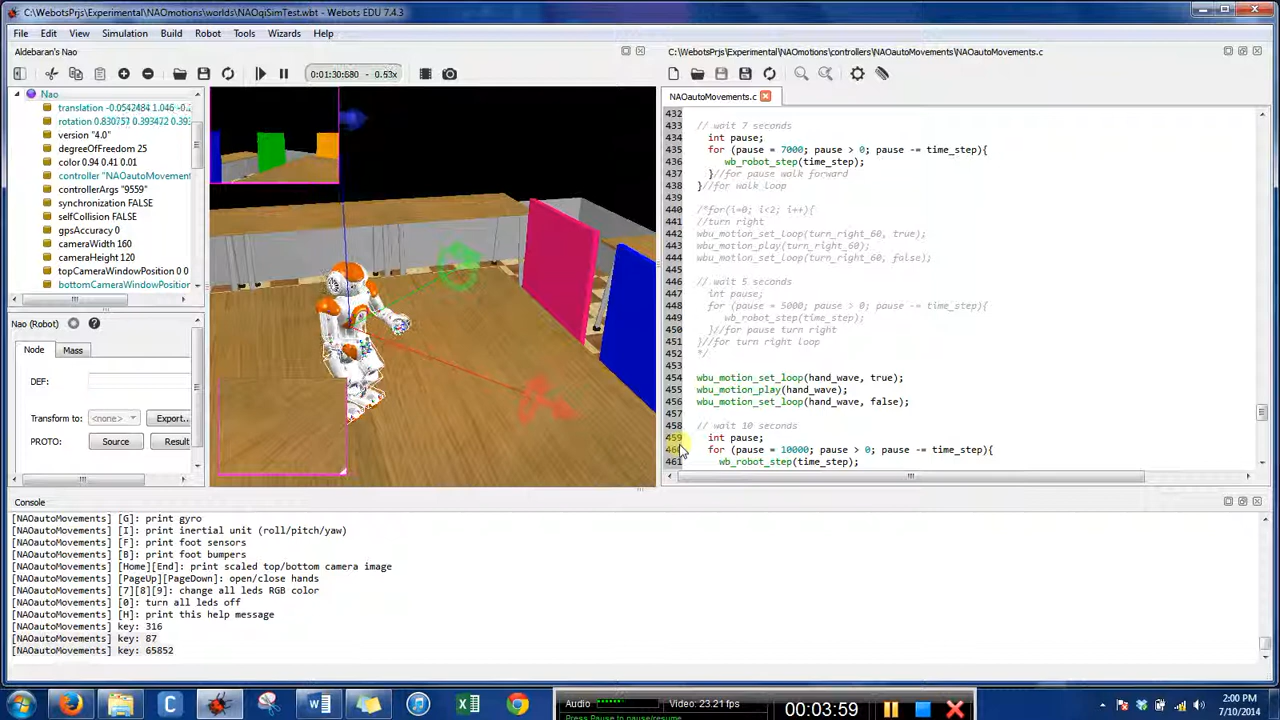 C:\WebotsPrjs\Experimental\NAOmotions\worlds\NAOqiSimTest.wbt - Webots EDU 7.4.3
File Edit View Simulation Build Robot Tools Wizards Help
Aldebaran's Nao
0:01:30:680 - 0.53x
Nao
translation -0.0542484 1.046 -0.2
rotation 0.830757 0.393472 0.393
version "4.0"
degreeOfFreedom 25
color 0.94 0.41 0.01
controller "NAOautoMovement
controllerArgs "9559"
synchronization FALSE
selfCollision FALSE
gpsAccuracy 0
cameraWidth 160
cameraHeight 120
topCameraWindowPosition 0 0
bottomCameraWindowPosition
Nao (Robot)
Node Mass
DEF:
Transform to: <none> Export...
PROTO: Source Result
C:\WebotsPrjs\Experimental\NAOmotions\controllers\NAOautoMovements\NAOautoMovements.c
NAOautoMovements.c
432
433 // wait 7 seconds
434 int pause;
435 for (pause = 7000; pause > 0; pause -= time_step){
436 wb_robot_step(time_step);
437 }//for pause walk forward
438 }//for walk loop
439
440 /*for(i=0; i<2; i++){
441 //turn right
442 wbu_motion_set_loop(turn_right_60, true);
443 wbu_motion_play(turn_right_60);
444 wbu_motion_set_loop(turn_right_60, false);
445
446 // wait 5 seconds
447 int pause;
448 for (pause = 5000; pause > 0; pause -= time_step){
449 wb_robot_step(time_step);
450 }//for pause turn right
451 }//for turn right loop
452 */
453
454 wbu_motion_set_loop(hand_wave, true);
455 wbu_motion_play(hand_wave);
456 wbu_motion_set_loop(hand_wave, false);
457
458 // wait 10 seconds
459 int pause;
460 for (pause = 10000; pause > 0; pause -= time_step){
461 wb_robot_step(time_step);
Console
[NAOautoMovements] [G]: print gyro
[NAOautoMovements] [I]: print inertial unit (roll/pitch/yaw)
[NAOautoMovements] [F]: print foot sensors
[NAOautoMovements] [B]: print foot bumpers
[NAOautoMovements] [Home][End]: print scaled top/bottom camera image
[NAOautoMovements] [PageUp][PageDown]: open/close hands
[NAOautoMovements] [7][8][9]: change all leds RGB color
[NAOautoMovements] [0]: turn all leds off
[NAOautoMovements] [H]: print this help message
[NAOautoMovements] key: 316
[NAOautoMovements] key: 87
[NAOautoMovements] key: 65852
Audio
Video: 23.21 fps
Press Pause to pause/resume
00:03:59
2:00 PM
7/10/2014